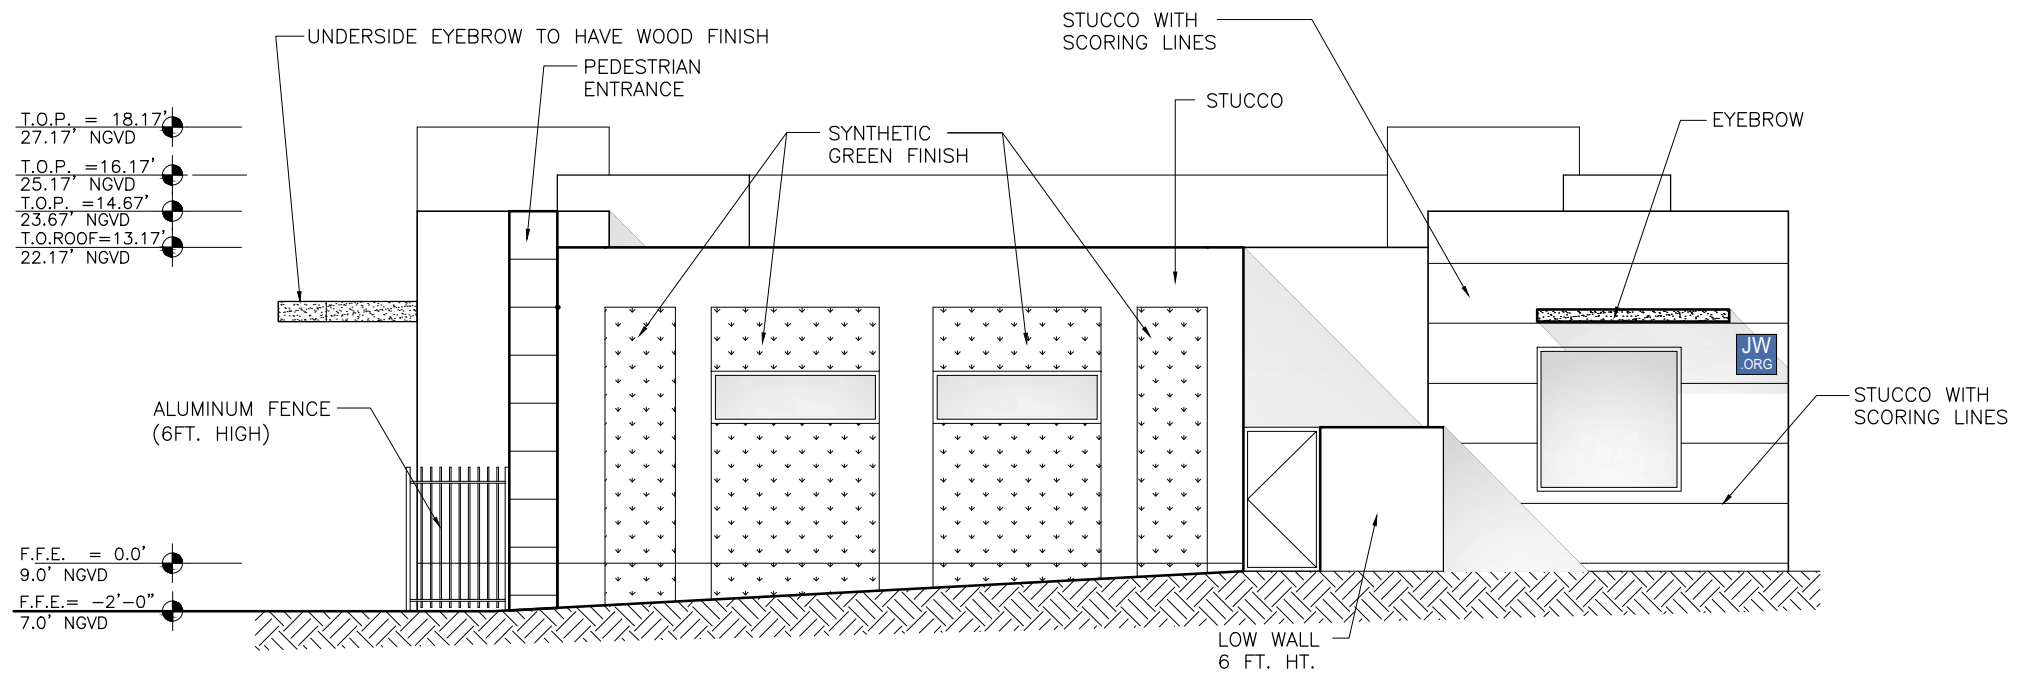 UNDERSIDE EYEBROW TO HAVE WOOD FINISH
PEDESTRIAN
ENTRANCE
STUCCO WITH
SCORING LINES
STUCCO
EYEBROW
SYNTHETIC
GREEN FINISH
T.O.P. = 18.17'
27.17' NGVD
T.O.P. =16.17'
25.17' NGVD
T.O.P. =14.67'
23.67' NGVD
T.O.ROOF=13.17'
22.17' NGVD
JW
.ORG
ALUMINUM FENCE
(6FT. HIGH)
STUCCO WITH
SCORING LINES
F.F.E. = 0.0'
9.0' NGVD
F.F.E.= -2'-0"
7.0' NGVD
LOW WALL
6 FT. HT.